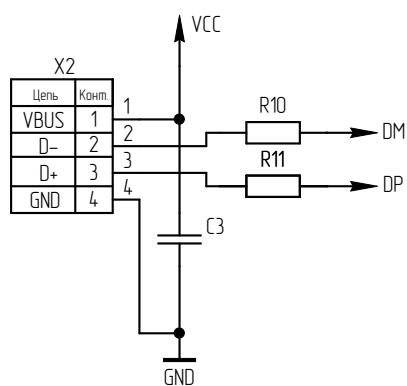 VCC
X2
Цепь Конт.
VBUS 1 1
D- 2 2
D+ 3 3
GND 4 4
R10
DM
R11
DP
C3
GND